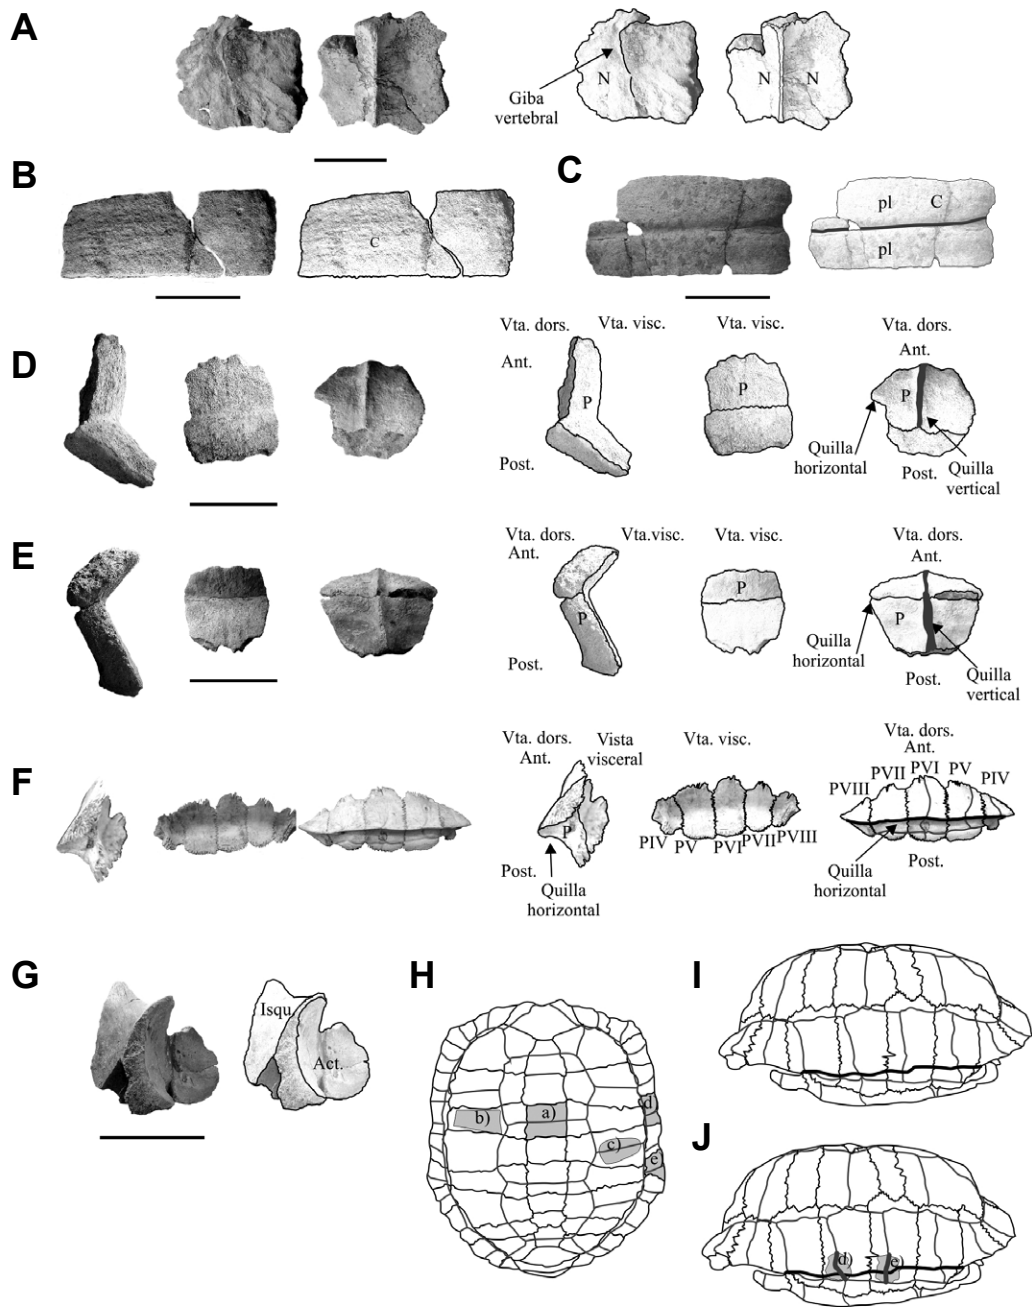 A
N
Giba
vertebral
N
N
B
C
C
pl
C
pl
D
Vta. dors.
Vta. visc.
Ant.
P
Post.
Vta. visc.
P
Vta. dors.
Ant.
P
Quilla
horizontal
Post.
Quilla
vertical
E
Vta. dors.
Vta.visc.
Ant.
P
Post.
Vta. visc.
P
Vta. dors.
Ant.
P
Quilla
horizontal
Post.
Quilla
vertical
F
Vta. dors.
Ant.
Vista
visceral
P
Post.
Quilla
horizontal
Vta. visc.
PIV
PV
PVI
PVII
PVIII
Vta. dors.
Ant.
PVIII
PVII
PVI
PV
PIV
Quilla
horizontal
Post.
G
Isqu.
Act.
H
a)
b)
c)
d
e
I
J
d)
e)